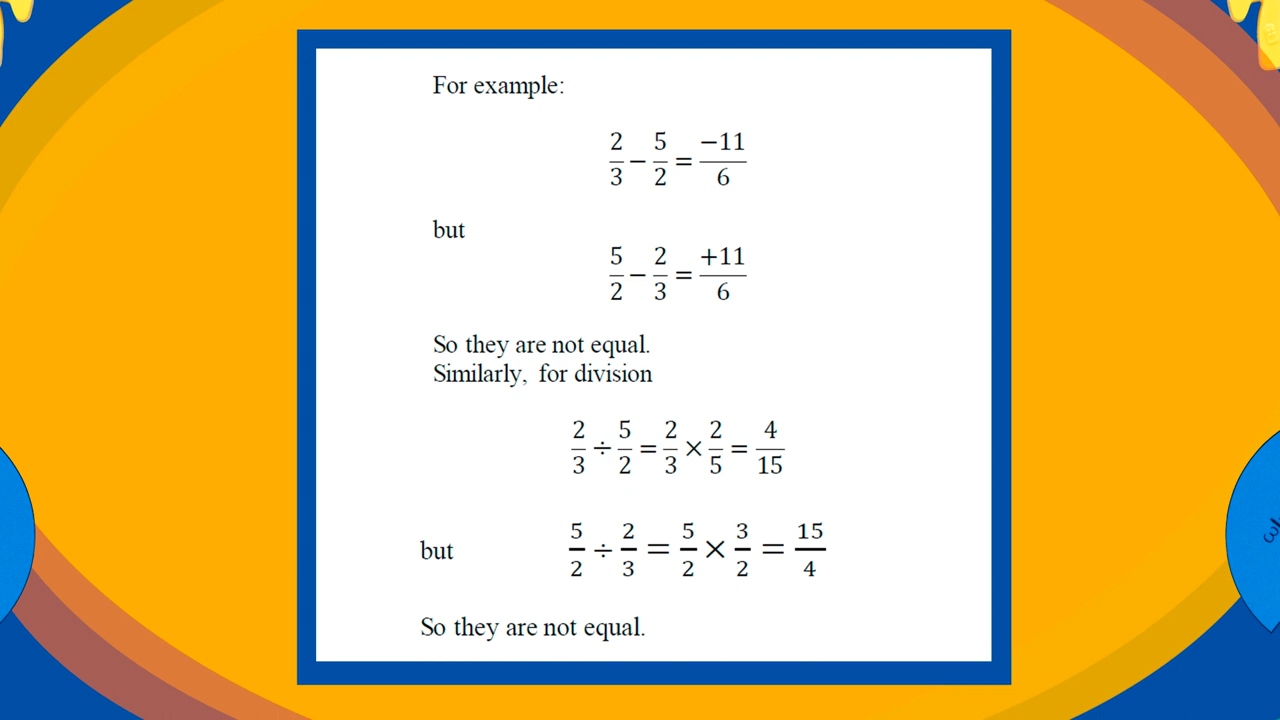 For example:
2/3 − 5/2 = −11/6
but
5/2 − 2/3 = +11/6
So they are not equal.
Similarly, for division
2/3 ÷ 5/2 = 2/3 × 2/5 = 4/15
but 5/2 ÷ 2/3 = 5/2 × 3/2 = 15/4
So they are not equal.